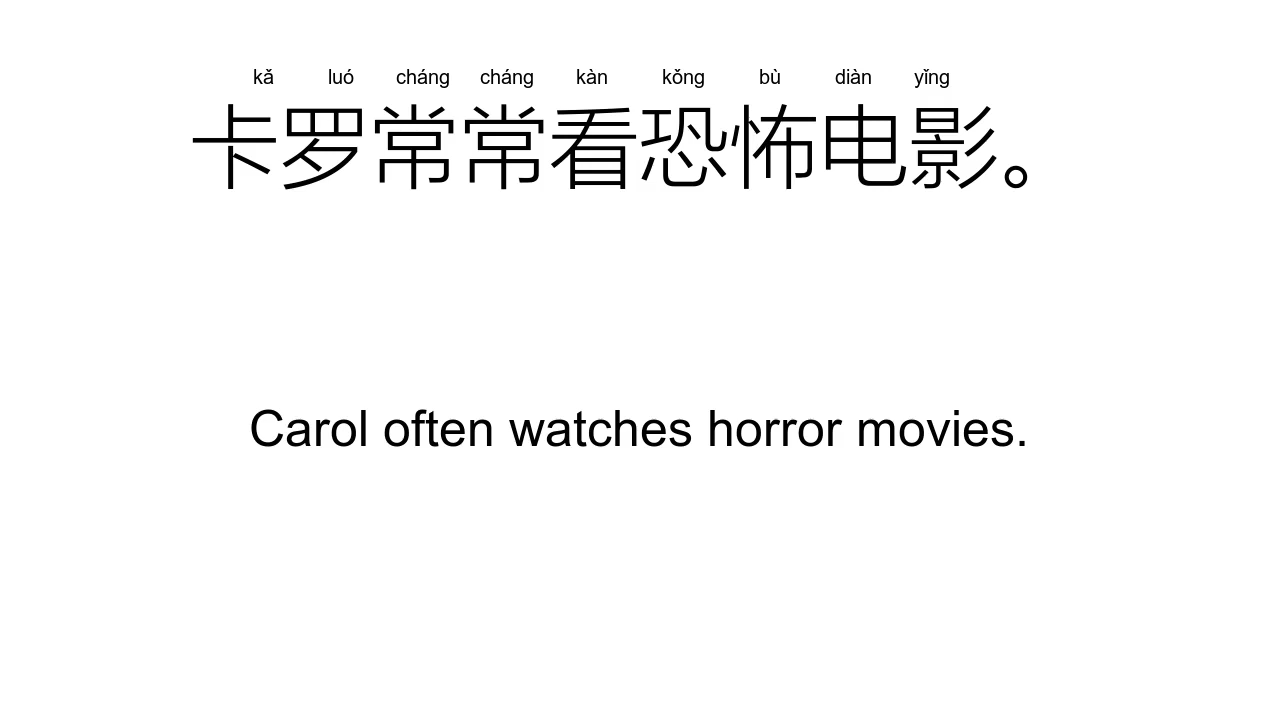 kǎ luó cháng cháng kàn kǒng bù diàn yǐng
卡罗常常看恐怖电影。
Carol often watches horror movies.